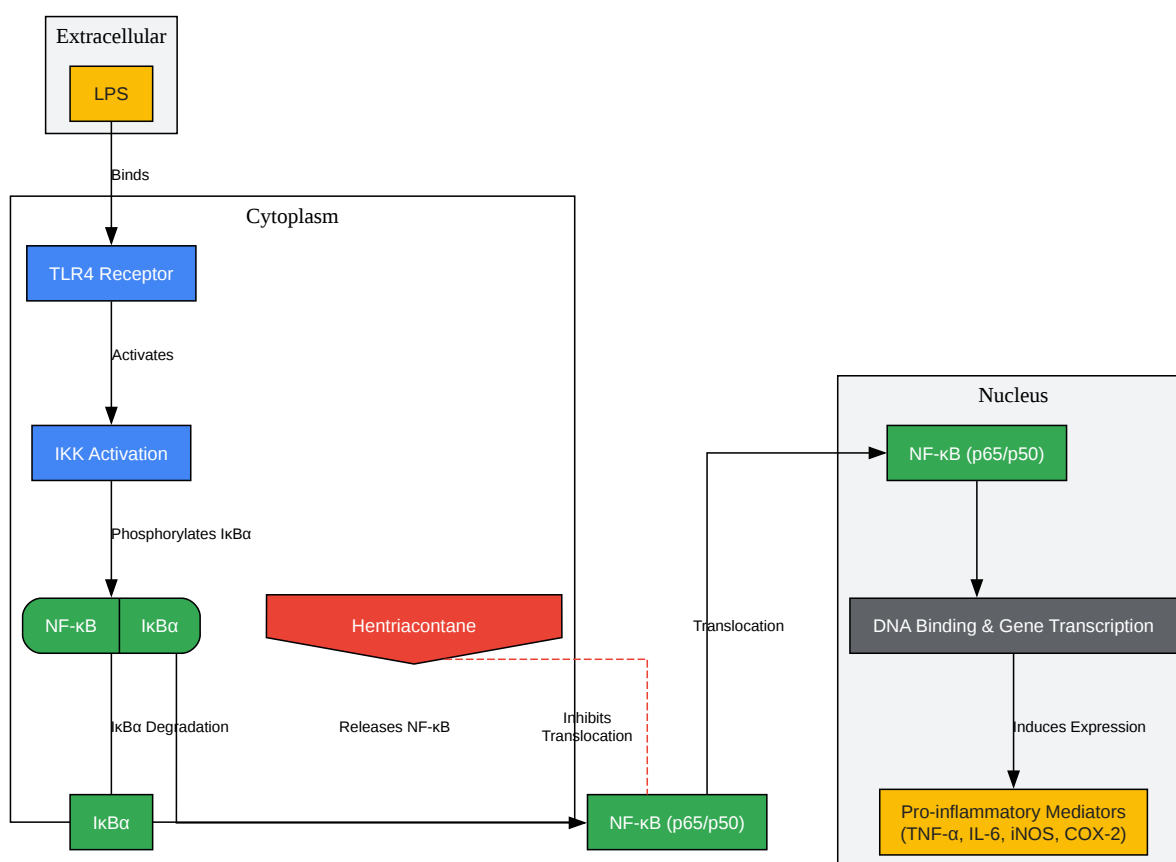 Extracellular
LPS
Binds
Cytoplasm
TLR4 Receptor
Activates
IKK Activation
Phosphorylates IκBα
NF-κB
IκBα
Hentriacontane
IκBα Degradation
Releases NF-κB
Inhibits
Translocation
IκBα
NF-κB (p65/p50)
Translocation
Nucleus
NF-κB (p65/p50)
DNA Binding & Gene Transcription
Induces Expression
Pro-inflammatory Mediators
(TNF-α, IL-6, iNOS, COX-2)